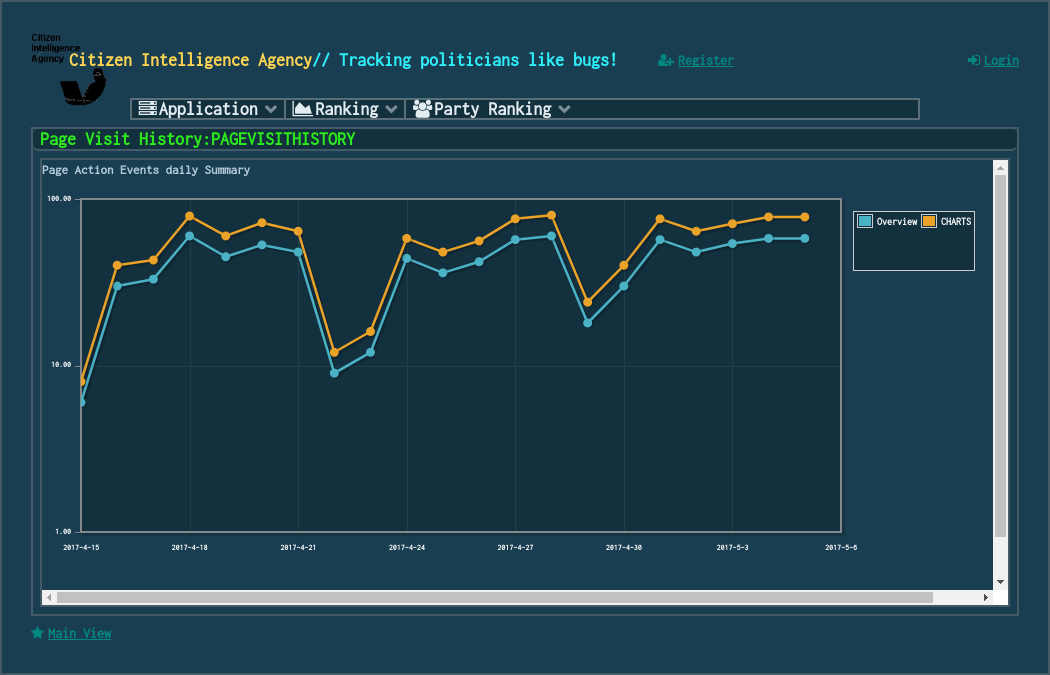 Citizen
Intelligence
Agency
Citizen Intelligence Agency// Tracking politicians like bugs!
Register
Login
Application
Ranking
Party Ranking
Page Visit History:PAGEVISITHISTORY
Page Action Events daily Summary
100.00
10.00
1.00
Overview
CHARTS
2017-4-15
2017-4-18
2017-4-21
2017-4-24
2017-4-27
2017-4-30
2017-5-3
2017-5-6
Main View